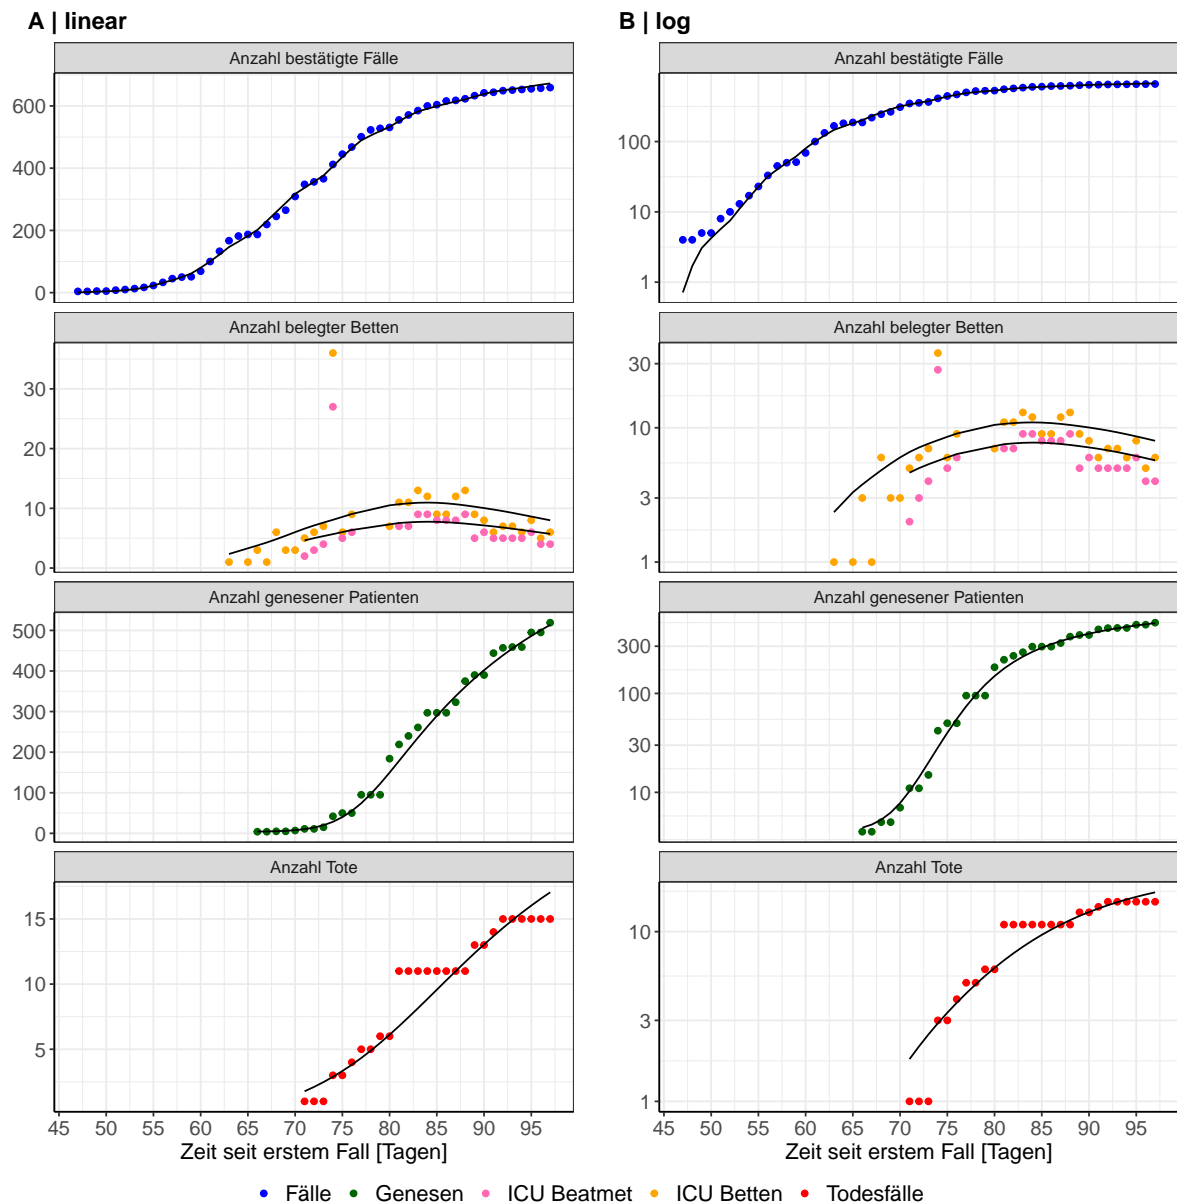 A | linear
Anzahl bestätigte Fälle
600
400
200
0
Anzahl belegter Betten
30
20
10
0
Anzahl genesener Patienten
500
400
300
200
100
0
Anzahl Tote
15
10
5
45 50 55 60 65 70 75 80 85 90 95
Zeit seit erstem Fall [Tagen]
B | log
Anzahl bestätigte Fälle
100
10
1
Anzahl belegter Betten
30
10
3
1
Anzahl genesener Patienten
300
100
30
10
Anzahl Tote
10
3
1
45 50 55 60 65 70 75 80 85 90 95
Zeit seit erstem Fall [Tagen]
Fälle Genesen ICU Beatmet ICU Betten Todesfälle